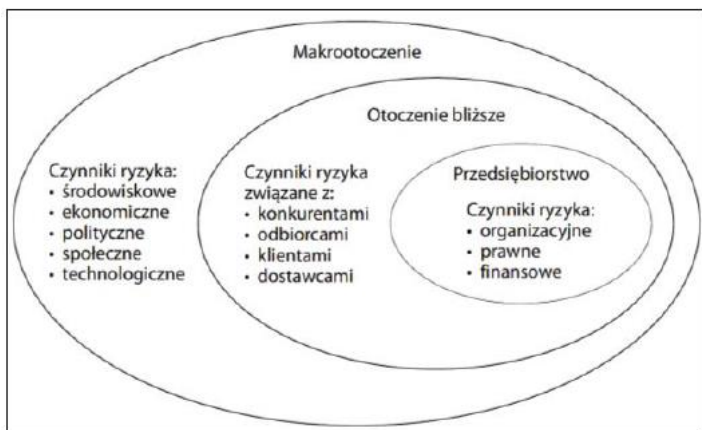 Makrootoczenie
Otoczenie bliższe
Czynniki ryzyka:
• środowiskowe
• ekonomiczne
• polityczne
• społeczne
• technologiczne
Czynniki ryzyka
związane z:
• konkurentami
• odbiorcami
• klientami
• dostawcami
Przedsiębiorstwo
Czynniki ryzyka:
• organizacyjne
• prawne
• finansowe